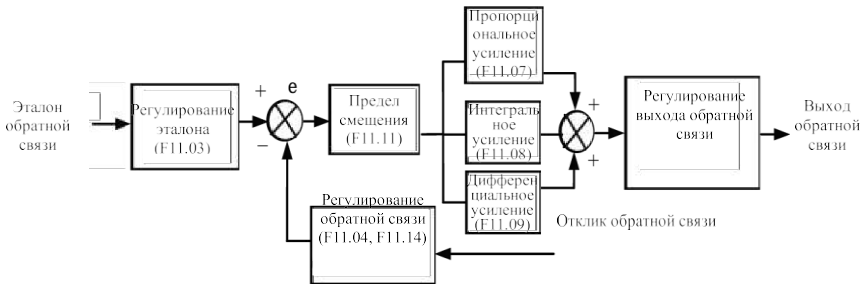 Эталон
обратной
связи
Регулирование
эталона
(F11.03)
+
e
−
Предел
смещения
(F11.11)
Пропорци
ональное
усиление
(F11.07)
Интеграль
ное
усиление
(F11.08)
Дифферен
циальное
усиление
(F11.09)
+
+
Регулирование
выхода обратной
связи
Выход
обратной
связи
Регулирование
обратной связи
(F11.04, F11.14)
Отклик обратной связи